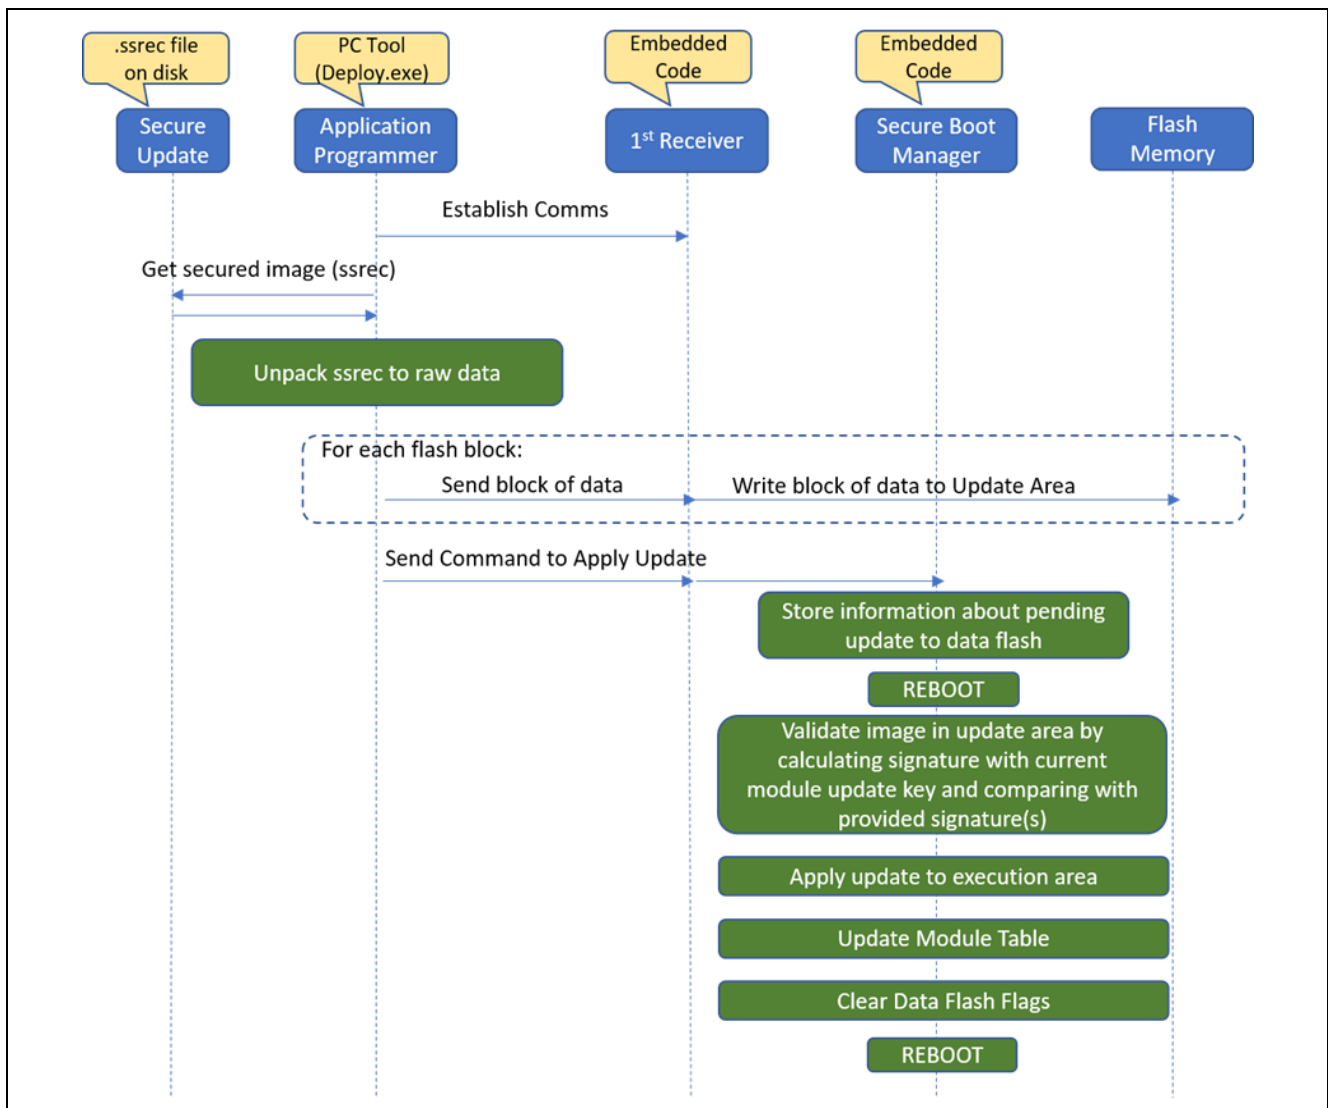 .ssrec file
on disk
PC Tool
(Deploy.exe)
Embedded
Code
Embedded
Code
Secure
Update
Application
Programmer
1st Receiver
Secure Boot
Manager
Flash
Memory
Establish Comms
Get secured image (ssrec)
Unpack ssrec to raw data
For each flash block:
Send block of data
Write block of data to Update Area
Send Command to Apply Update
Store information about pending
update to data flash
REBOOT
Validate image in update area by
calculating signature with current
module update key and comparing with
provided signature(s)
Apply update to execution area
Update Module Table
Clear Data Flash Flags
REBOOT